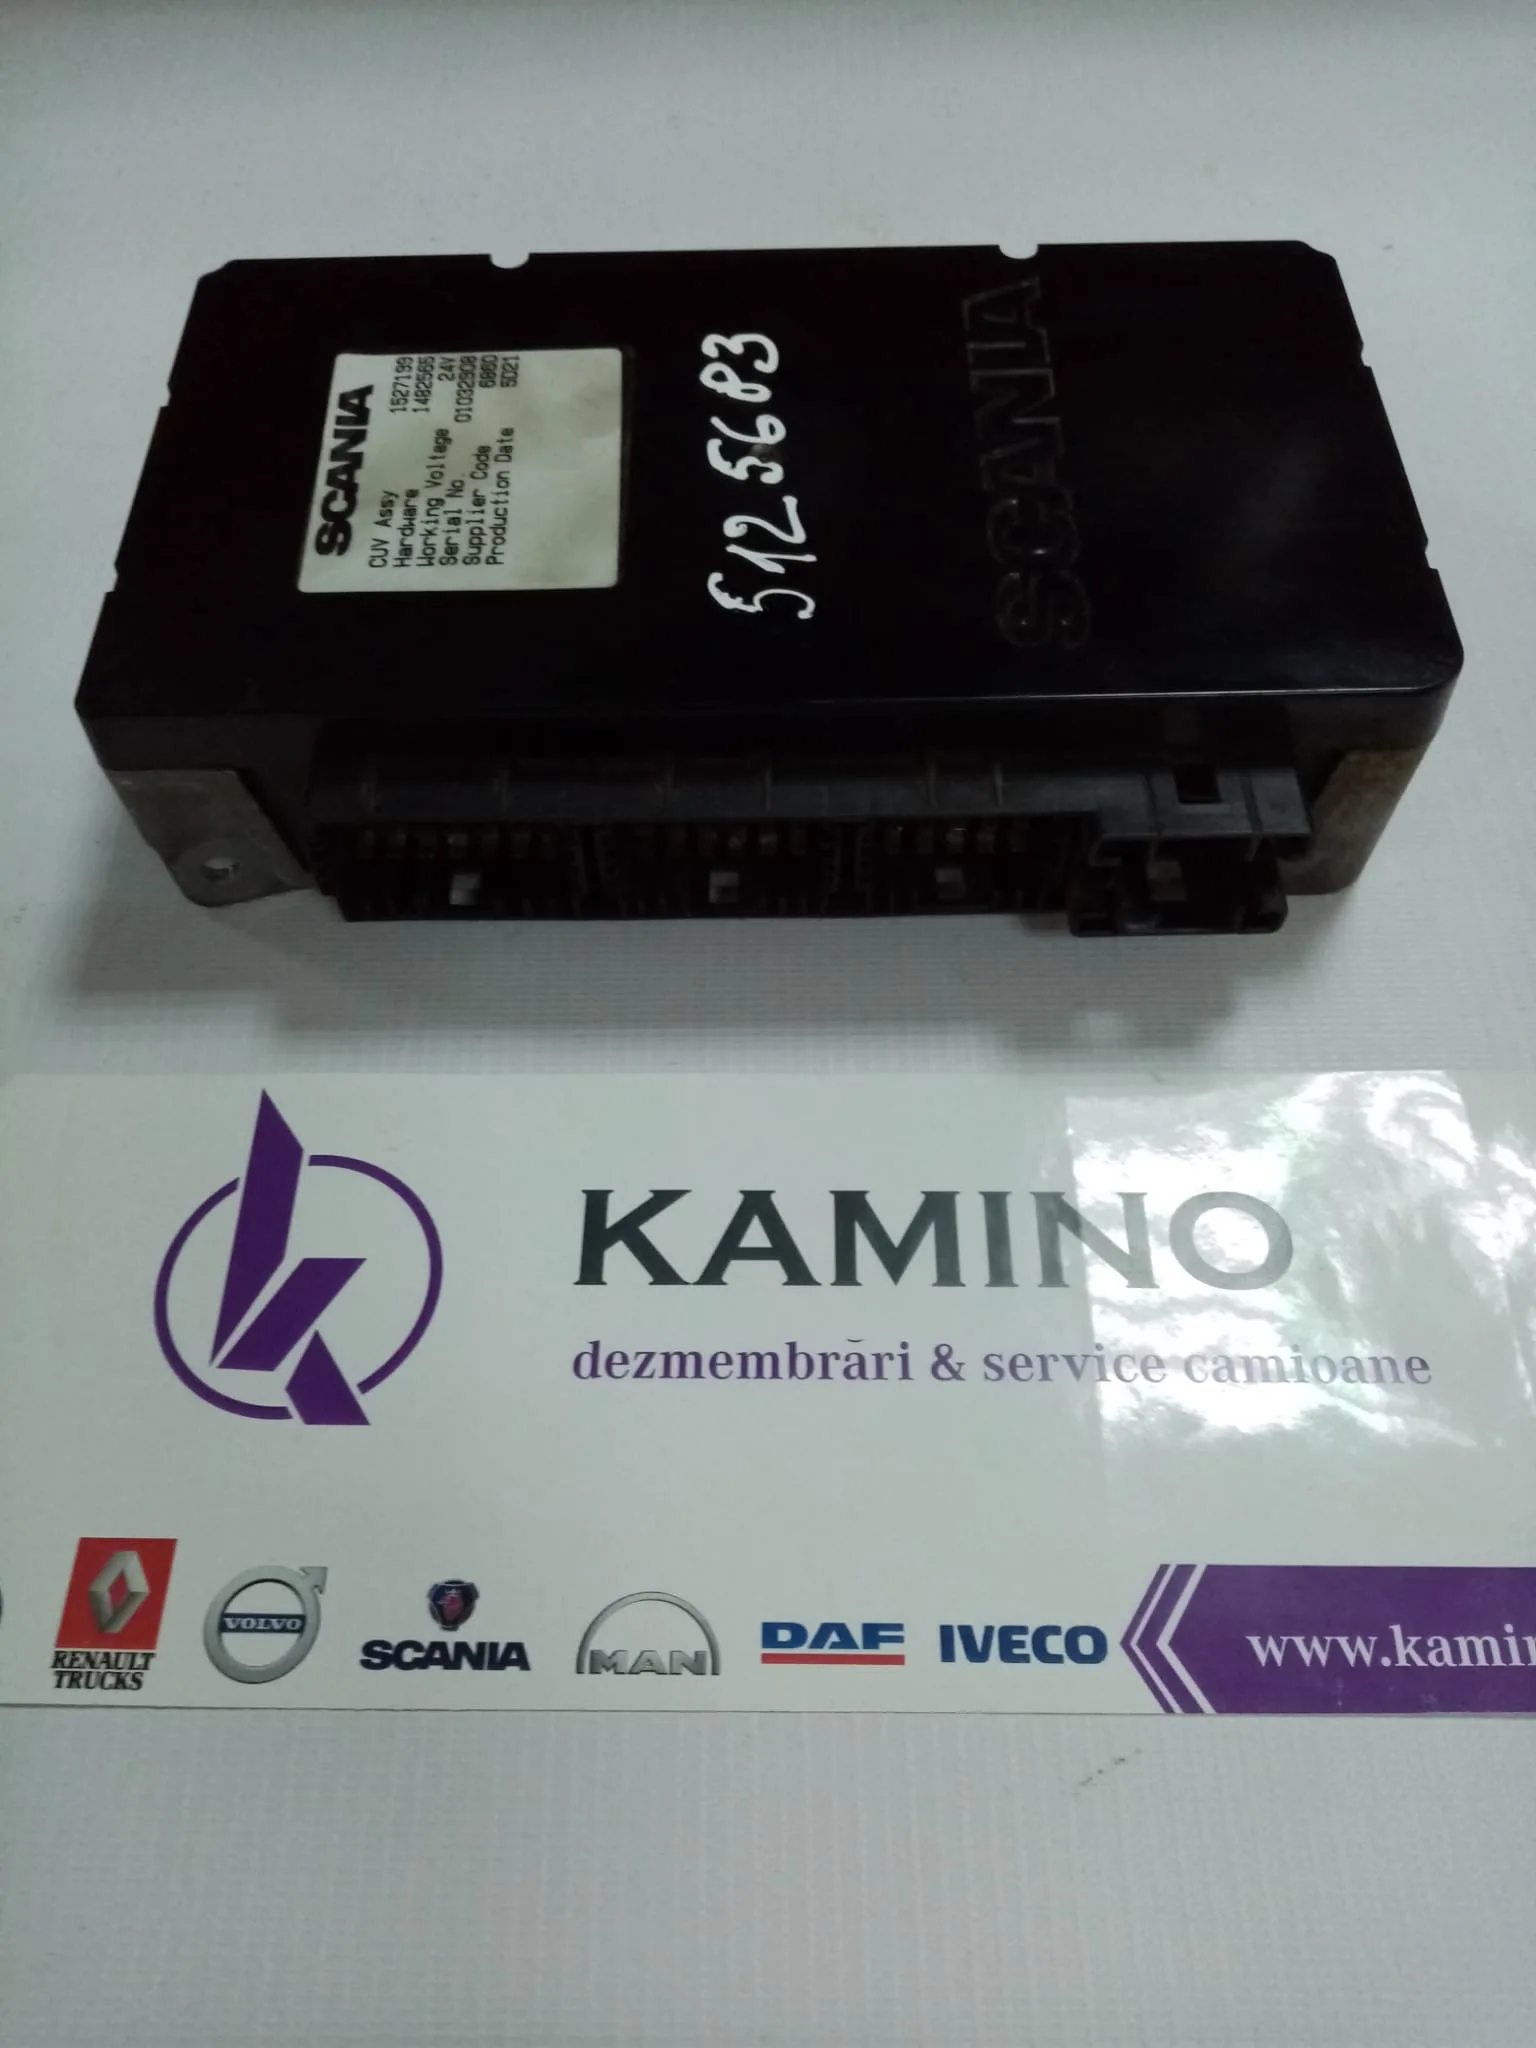 SCANIA
CUV Assy 1527199
Hardware 1482565
Working Voltage 24V
Serial No. 01032908
Supplier Code 6860
Production Date 5D21
5125683
SCANIA
KAMINO
dezmembrări & service camioane
RENAULT
TRUCKS
VOLVO
SCANIA
MAN
DAF
IVECO
www.kamin